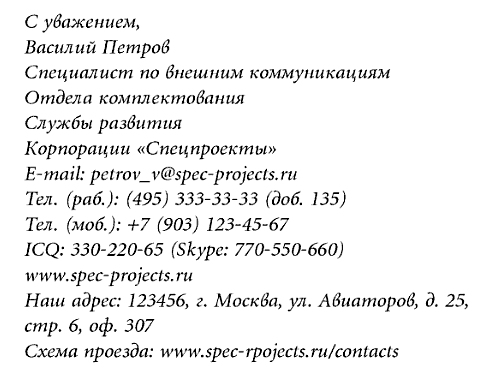 С уважением,
Василий Петров
Специалист по внешним коммуникациям
Отдела комплектования
Службы развития
Корпорации «Спецпроекты»
E-mail: petrov_v@spec-projects.ru
Тел. (раб.): (495) 333-33-33 (доб. 135)
Тел. (моб.): +7 (903) 123-45-67
ICQ: 330-220-65 (Skype: 770-550-660)
www.spec-projects.ru
Наш адрес: 123456, г. Москва, ул. Авиаторов, д. 25,
стр. 6, оф. 307
Схема проезда: www.spec-rpojects.ru/contacts